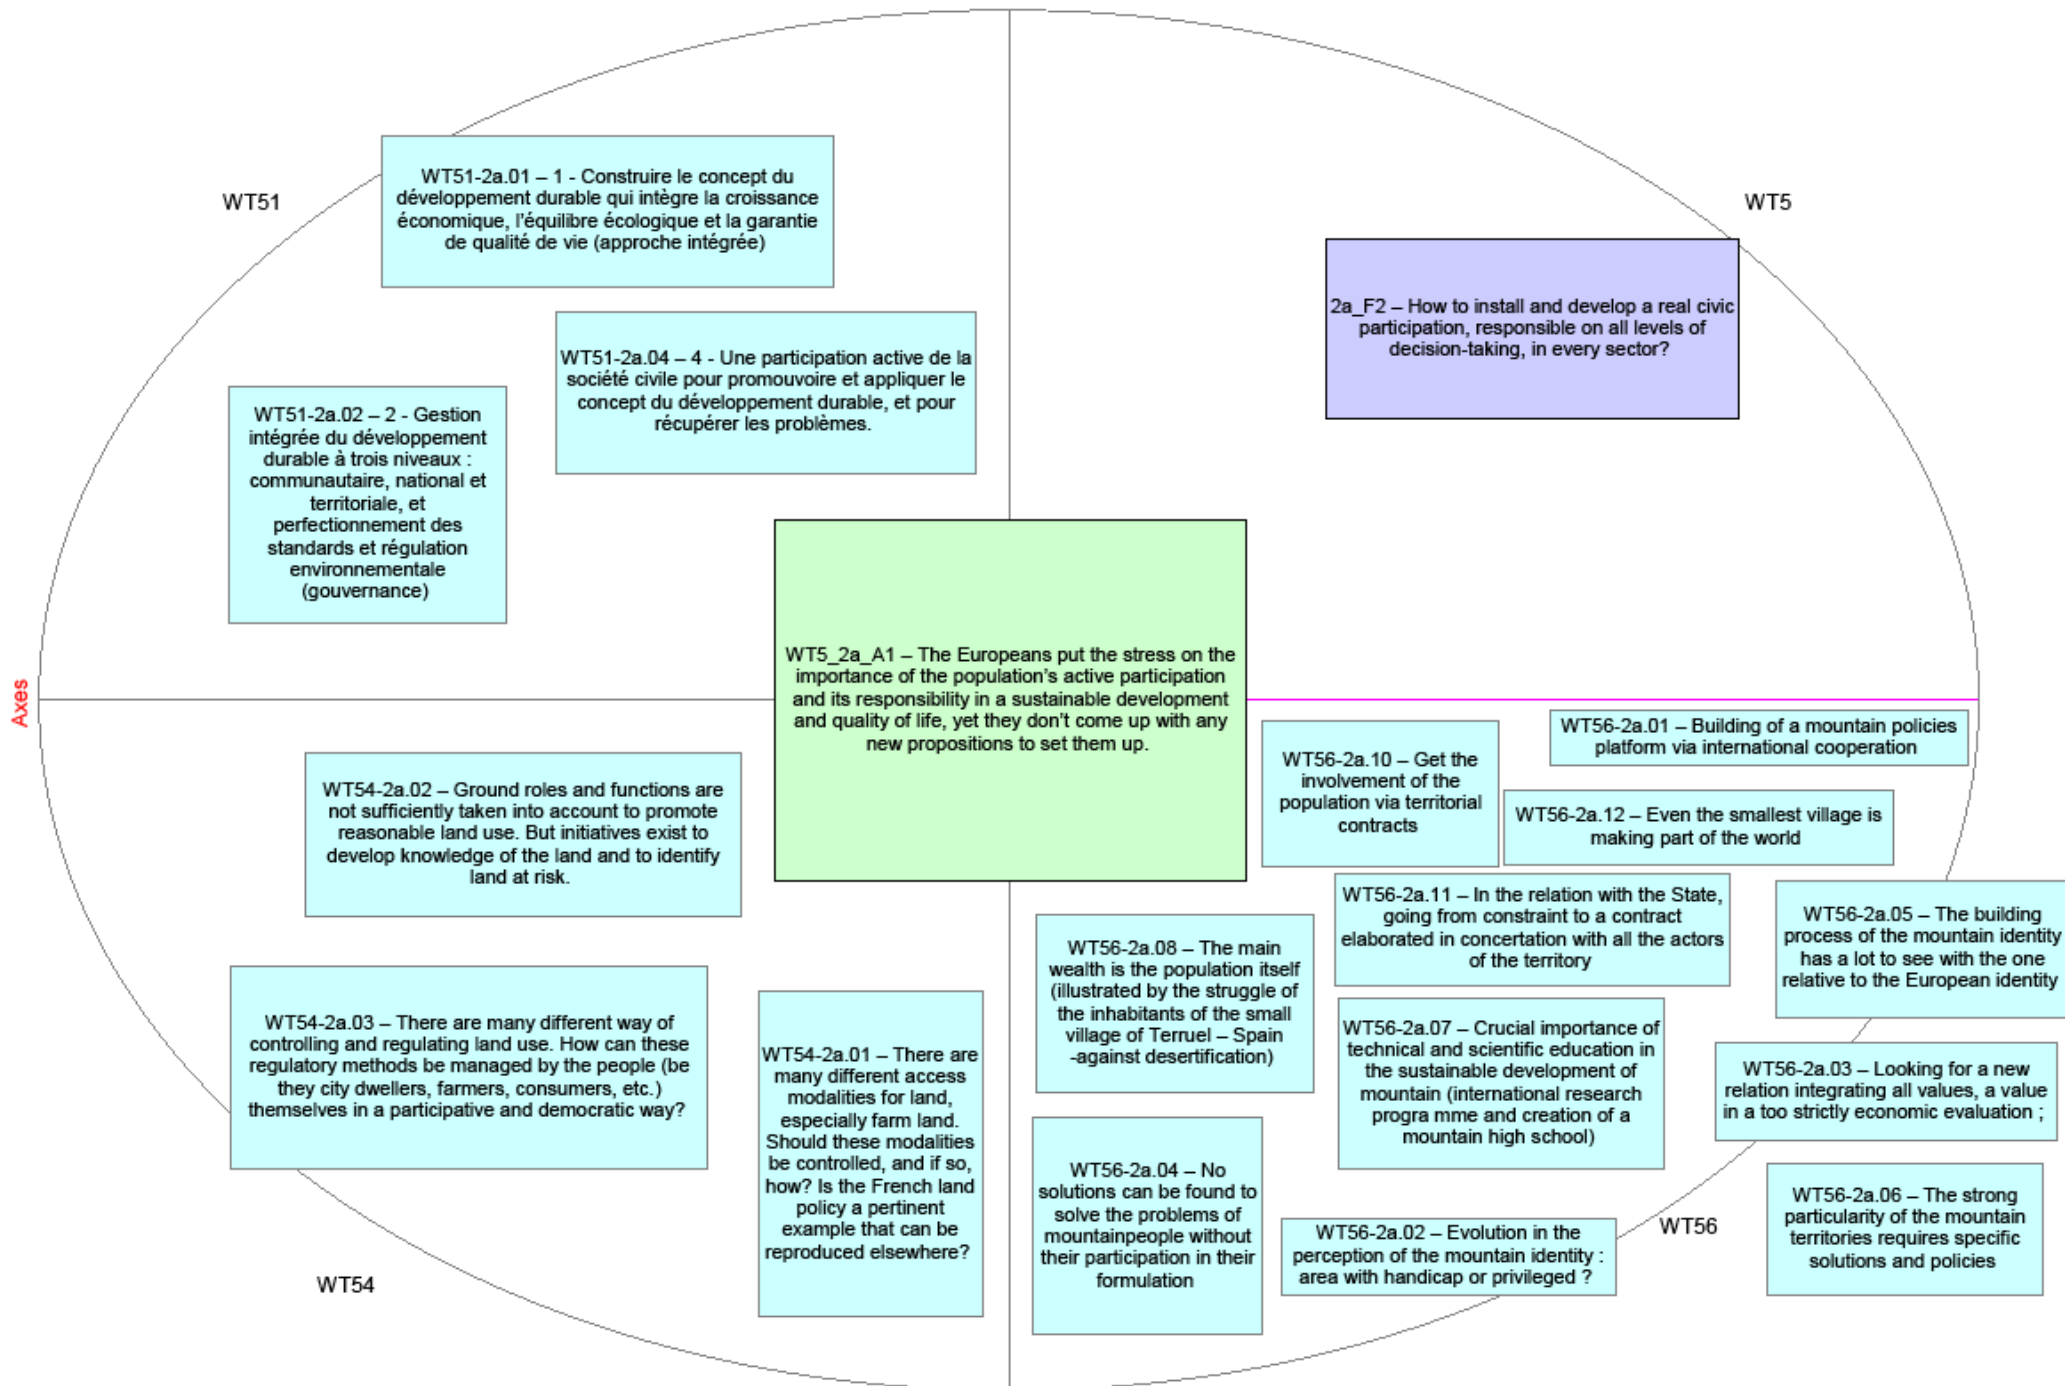 WT51
WT51-2a.01 – 1 - Construire le concept du
développement durable qui intègre la croissance
économique, l'équilibre écologique et la garantie
de qualité de vie (approche intégrée)
WT51-2a.04 – 4 - Une participation active de la
société civile pour promouvoire et appliquer le
concept du développement durable, et pour
récupérer les problèmes.
WT51-2a.02 – 2 - Gestion
intégrée du développement
durable à trois niveaux :
communautaire, national et
territoriale, et
perfectionnement des
standards et régulation
environnementale
(gouvernance)
WT5
2a_F2 – How to install and develop a real civic
participation, responsible on all levels of
decision-taking, in every sector?
Axes
WT5_2a_A1 – The Europeans put the stress on the
importance of the population's active participation
and its responsibility in a sustainable development
and quality of life, yet they don't come up with any
new propositions to set them up.
WT54-2a.02 – Ground roles and functions are
not sufficiently taken into account to promote
reasonable land use. But initiatives exist to
develop knowledge of the land and to identify
land at risk.
WT54-2a.03 – There are many different way of
controlling and regulating land use. How can these
regulatory methods be managed by the people (be
they city dwellers, farmers, consumers, etc.)
themselves in a participative and democratic way?
WT54-2a.01 – There are
many different access
modalities for land,
especially farm land.
Should these modalities
be controlled, and if so,
how? Is the French land
policy a pertinent
example that can be
reproduced elsewhere?
WT54
WT56-2a.01 – Building of a mountain policies
platform via international cooperation
WT56-2a.10 – Get the
involvement of the
population via territorial
contracts
WT56-2a.12 – Even the smallest village is
making part of the world
WT56-2a.11 – In the relation with the State,
going from constraint to a contract
elaborated in concertation with all the actors
of the territory
WT56-2a.05 – The building
process of the mountain identity
has a lot to see with the one
relative to the European identity
WT56-2a.08 – The main
wealth is the population itself
(illustrated by the struggle of
the inhabitants of the small
village of Terruel – Spain
-against desertification)
WT56-2a.07 – Crucial importance of
technical and scientific education in
the sustainable development of
mountain (international research
progra mme and creation of a
mountain high school)
WT56-2a.03 – Looking for a new
relation integrating all values, a value
in a too strictly economic evaluation ;
WT56-2a.04 – No
solutions can be found to
solve the problems of
mountainpeople without
their participation in their
formulation
WT56-2a.02 – Evolution in the
perception of the mountain identity :
area with handicap or privileged ?
WT56
WT56-2a.06 – The strong
particularity of the mountain
territories requires specific
solutions and policies